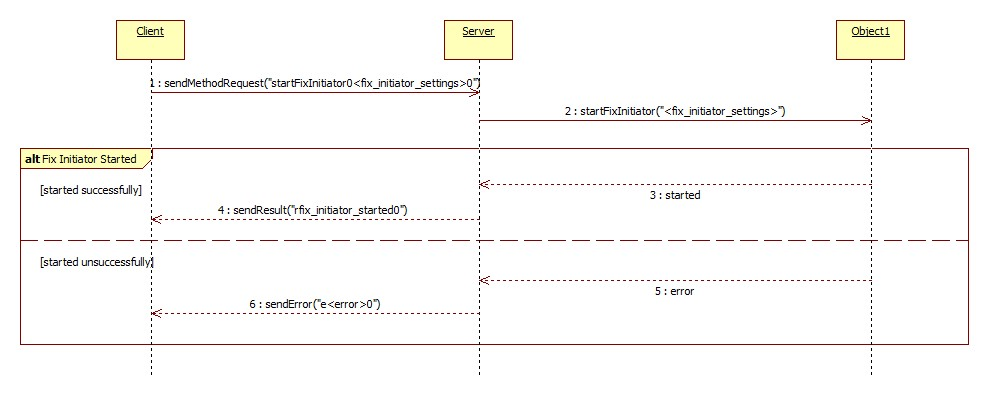 Client
Server
Object1
1 : sendMethodRequest("startFixInitiator0<fix_initiator_settings>0")
2 : startFixInitiator("<fix_initiator_settings>")
alt Fix Initiator Started
[started successfully]
3 : started
4 : sendResult("rfix_initiator_started0")
[started unsuccessfully]
5 : error
6 : sendError("e<error>0")